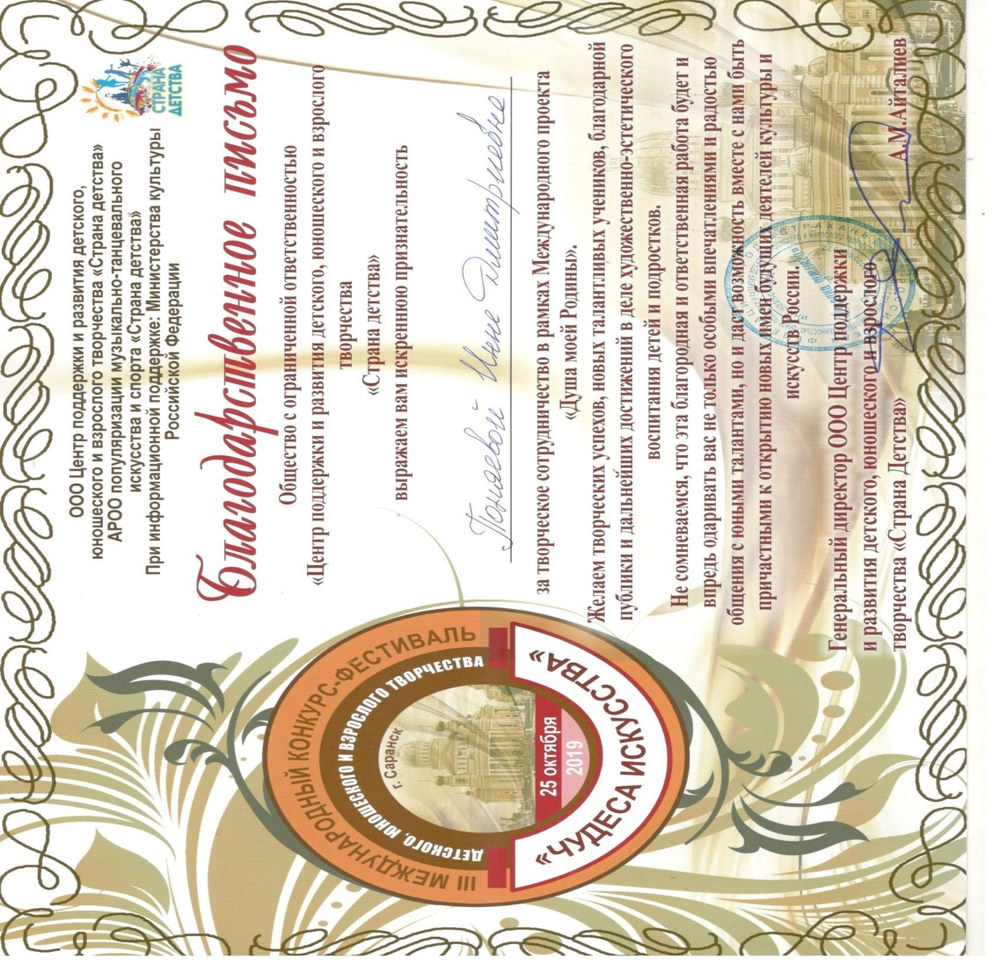 ООО Центр поддержки и развития детского,
юношеского и взрослого творчества «Страна детства»
АРОО популяризации музыкально-танцевального
искусства и спорта «Страна детства»
При информационной поддержке: Министерства культуры
Российской Федерации
СТРАНА
ДЕТСТВА
Благодарственное письмо
Общество с ограниченной ответственностью
«Центр поддержки и развития детского, юношеского и взрослого
творчества
«Страна детства»
выражаем вам искреннюю признательность
Поняевой Инне Дмитриевне
за творческое сотрудничество в рамках Международного проекта
«Душа моей Родины».
Желаем творческих успехов, новых талантливых учеников, благодарной
публики и дальнейших достижений в деле художественно-эстетического
воспитания детей и подростков.
Не сомневаемся, что эта благородная и ответственная работа будет и
впредь одаривать вас не только особыми впечатлениями и радостью
общения с юными талантами, но и даст возможность вместе с нами быть
причастными к открытию новых имен будущих деятелей культуры и
искусств России.
Генеральный директор ООО Центр поддержки
и развития детского, юношеского и взрослого
творчества «Страна Детства»
А.М.Айталиев
III МЕЖДУНАРОДНЫЙ КОНКУРС-ФЕСТИВАЛЬ
ДЕТСКОГО, ЮНОШЕСКОГО И ВЗРОСЛОГО ТВОРЧЕСТВА
г. Саранск
25 октября
2019
«ЧУДЕСА ИСКУССТВА»